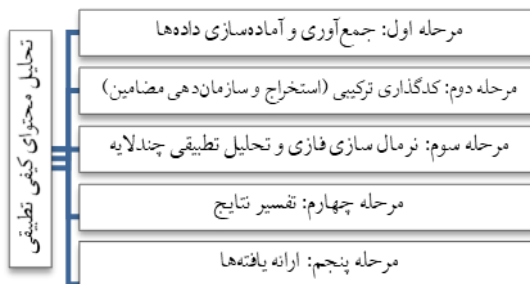 تحلیل محتوای کیفی تطبیقی
مرحله اول: جمع‌آوری و آماده‌سازی داده‌ها
مرحله دوم: کدگذاری ترکیبی (استخراج و سازمان‌دهی مضامین)
مرحله سوم: نرمال سازی فازی و تحلیل تطبیقی چندلایه
مرحله چهارم: تفسیر نتایج
مرحله پنجم: ارائه یافته‌ها